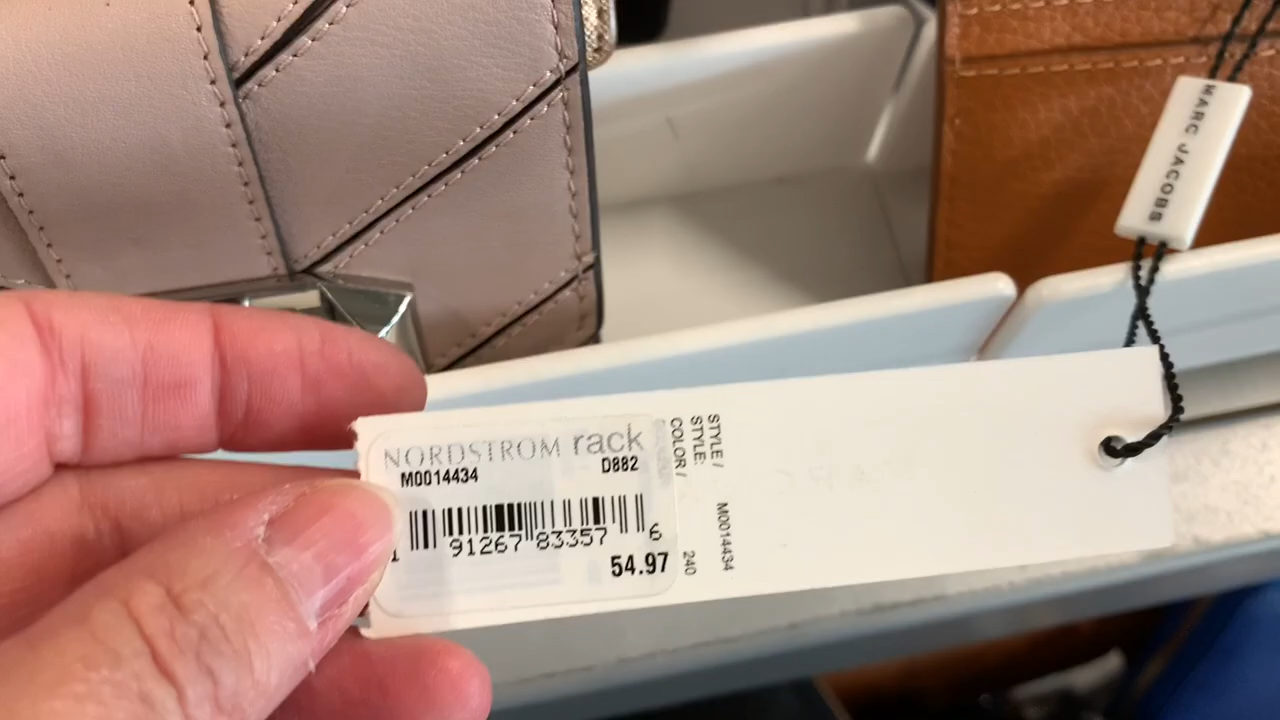 MARC JACOBS
NORDSTROM rack
M0014434 D882
1 91267 83357 6
54.97
STYLE / M0014434
STYLE:
COLOR / 240